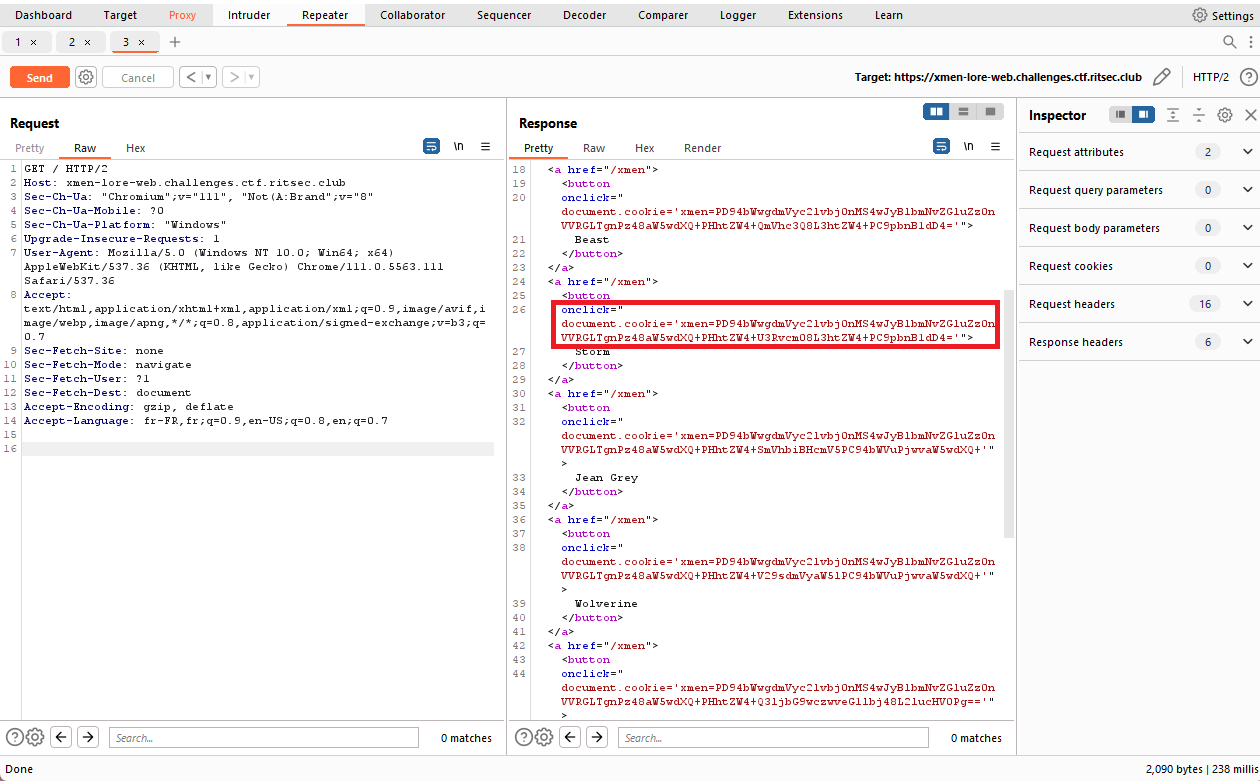 Dashboard Target Proxy Intruder Repeater Collaborator Sequencer Decoder Comparer Logger Extensions Learn Settings
1 × 2 × 3 × +
Send Cancel < > Target: https://xmen-lore-web.challenges.ctf.ritsec.club HTTP/2 ?
Request
Pretty Raw Hex \n
1 GET / HTTP/2
2 Host: xmen-lore-web.challenges.ctf.ritsec.club
3 Sec-Ch-Ua: "Chromium";v="111", "Not(A:Brand";v="8"
4 Sec-Ch-Ua-Mobile: ?0
5 Sec-Ch-Ua-Platform: "Windows"
6 Upgrade-Insecure-Requests: 1
7 User-Agent: Mozilla/5.0 (Windows NT 10.0; Win64; x64)
AppleWebKit/537.36 (KHTML, like Gecko) Chrome/111.0.5563.111
Safari/537.36
8 Accept:
text/html,application/xhtml+xml,application/xml;q=0.9,image/avif,i
mage/webp,image/apng,*/*;q=0.8,application/signed-exchange;v=b3;q=
0.7
9 Sec-Fetch-Site: none
10 Sec-Fetch-Mode: navigate
11 Sec-Fetch-User: ?1
12 Sec-Fetch-Dest: document
13 Accept-Encoding: gzip, deflate
14 Accept-Language: fr-FR,fr;q=0.9,en-US;q=0.8,en;q=0.7
15
16
? Search... 0 matches
Response
Pretty Raw Hex Render \n
18 <a href="/xmen">
19 <button
20 onclick="
document.cookie='xmen=PD94bWwgdmVyc2lvbj0nMS4wJyBlbmNvZGluZz0n
VVRGLTgnPz48aW5wdXQ+PHhtZW4+QmVhc3Q8L3htZW4+PC9pbnB1dD4='">
21 Beast
22 </button>
23 </a>
24 <a href="/xmen">
25 <button
26 onclick="
document.cookie='xmen=PD94bWwgdmVyc2lvbj0nMS4wJyBlbmNvZGluZz0n
VVRGLTgnPz48aW5wdXQ+PHhtZW4+U3Rvcm08L3htZW4+PC9pbnB1dD4='">
27 Storm
28 </button>
29 </a>
30 <a href="/xmen">
31 <button
32 onclick="
document.cookie='xmen=PD94bWwgdmVyc2lvbj0nMS4wJyBlbmNvZGluZz0n
VVRGLTgnPz48aW5wdXQ+PHhtZW4+SmVhbiBHcmV5PC94bWVuPjwvaW5wdXQ+'"
>
33 Jean Grey
34 </button>
35 </a>
36 <a href="/xmen">
37 <button
38 onclick="
document.cookie='xmen=PD94bWwgdmVyc2lvbj0nMS4wJyBlbmNvZGluZz0n
VVRGLTgnPz48aW5wdXQ+PHhtZW4+V29sdmVyaW5lPC94bWVuPjwvaW5wdXQ+'"
>
39 Wolverine
40 </button>
41 </a>
42 <a href="/xmen">
43 <button
44 onclick="
document.cookie='xmen=PD94bWwgdmVyc2lvbj0nMS4wJyBlbmNvZGluZz0n
VVRGLTgnPz48aW5wdXQ+PHhtZW4+Q3ljbG9wczwveG1lbj48L2lucHV0Pg=='"
>
? Search... 0 matches
Inspector
Request attributes 2
Request query parameters 0
Request body parameters 0
Request cookies 0
Request headers 16
Response headers 6
Done 2,090 bytes | 238 millis